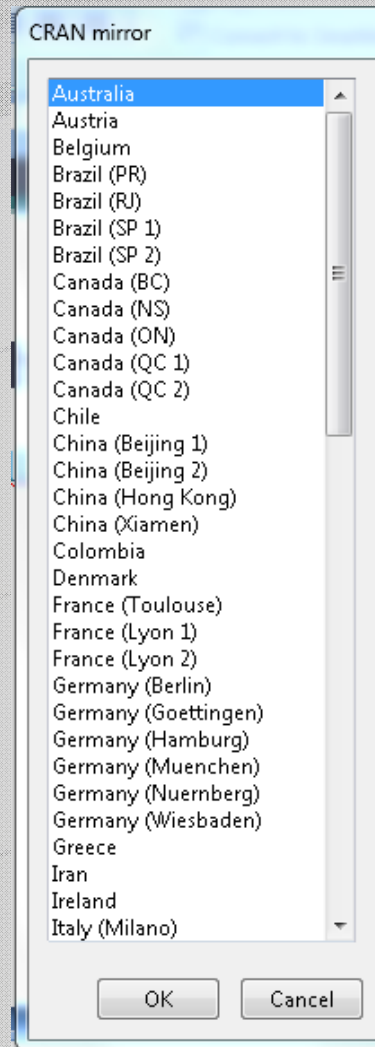 CRAN mirror
Australia
Austria
Belgium
Brazil (PR)
Brazil (RJ)
Brazil (SP 1)
Brazil (SP 2)
Canada (BC)
Canada (NS)
Canada (ON)
Canada (QC 1)
Canada (QC 2)
Chile
China (Beijing 1)
China (Beijing 2)
China (Hong Kong)
China (Xiamen)
Colombia
Denmark
France (Toulouse)
France (Lyon 1)
France (Lyon 2)
Germany (Berlin)
Germany (Goettingen)
Germany (Hamburg)
Germany (Muenchen)
Germany (Nuernberg)
Germany (Wiesbaden)
Greece
Iran
Ireland
Italy (Milano)
OK Cancel